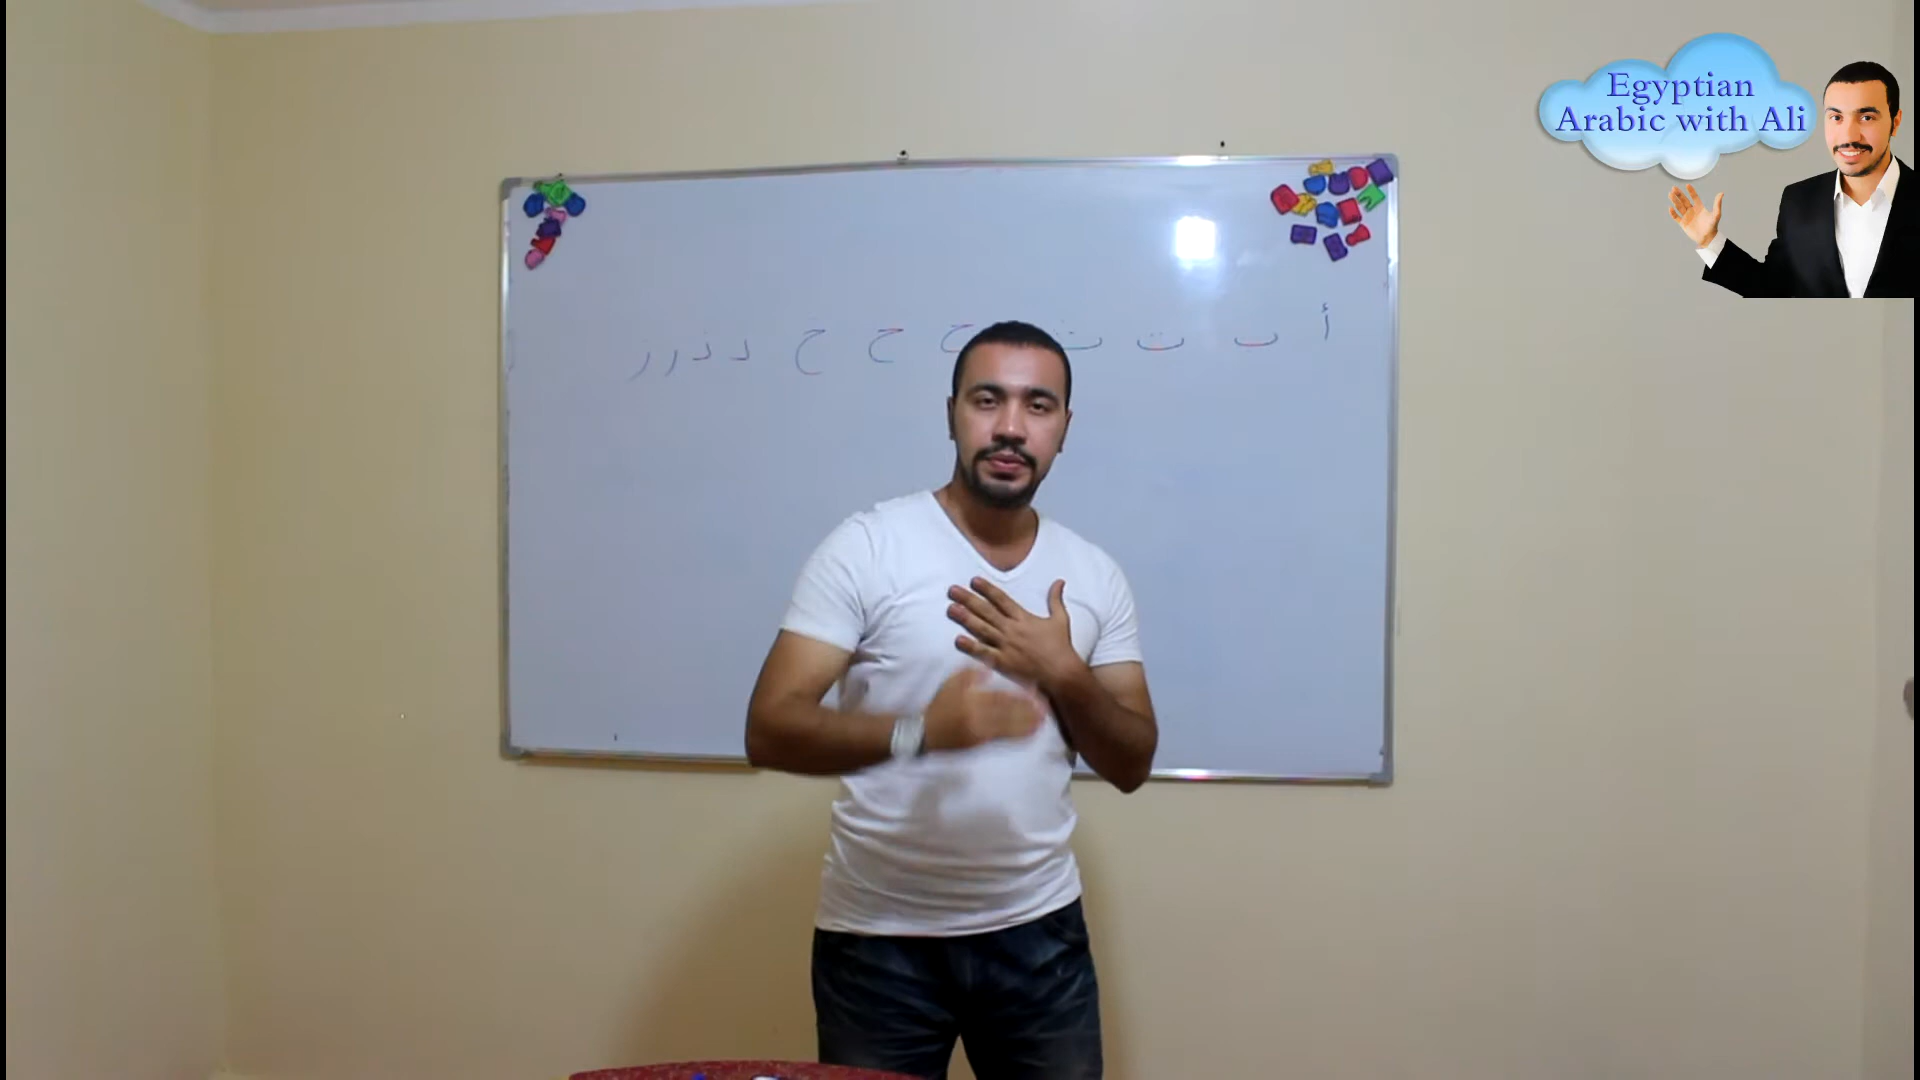 Egyptian
Arabic with Ali
أ ب ت ث ح خ د ذ ر ز